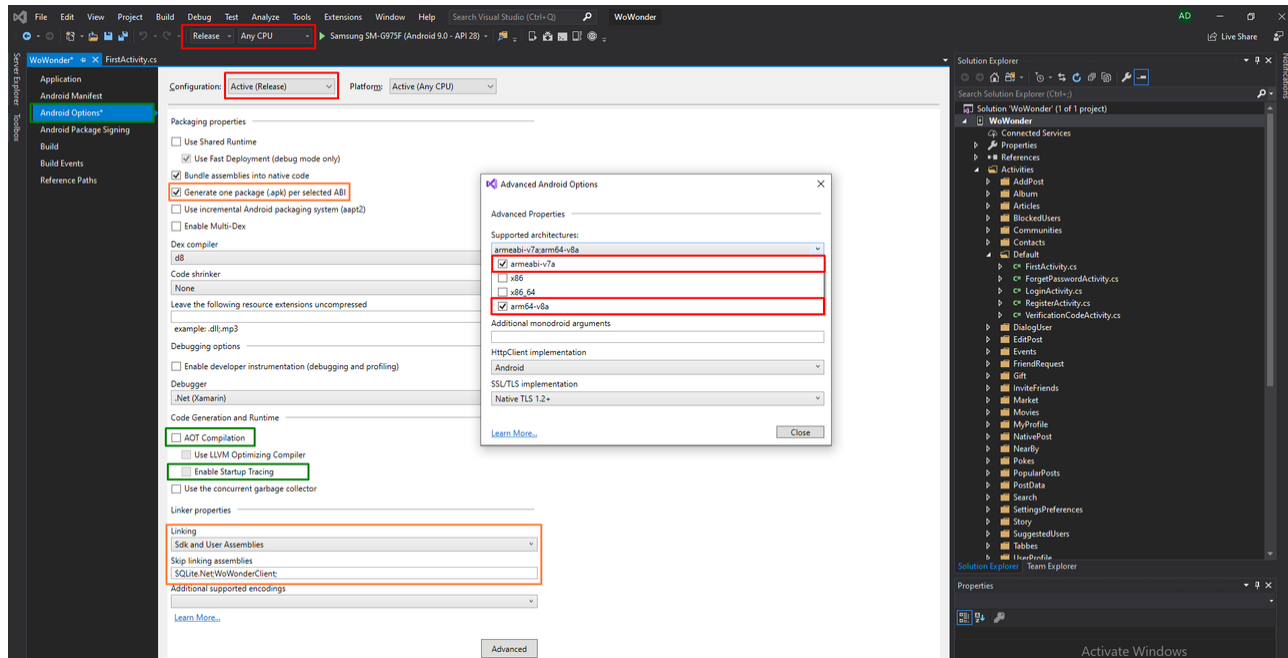 File Edit View Project Build Debug Test Analyze Tools Extensions Window Help Search Visual Studio (Ctrl+Q) WoWonder AD
Release Any CPU Samsung SM-G975F (Android 9.0 - API 28) Live Share
Server Explorer
Toolbox
Notifications
WoWonder* FirstActivity.cs
Application
Android Manifest
Android Options*
Android Package Signing
Build
Build Events
Reference Paths
Configuration: Active (Release) Platform: Active (Any CPU)
Packaging properties
Use Shared Runtime
Use Fast Deployment (debug mode only)
Bundle assemblies into native code
Generate one package (.apk) per selected ABI
Use incremental Android packaging system (aapt2)
Enable Multi-Dex
Dex compiler
d8
Code shrinker
None
Leave the following resource extensions uncompressed
example: .dll;.mp3
Debugging options
Enable developer instrumentation (debugging and profiling)
Debugger
.Net (Xamarin)
Code Generation and Runtime
AOT Compilation
Use LLVM Optimizing Compiler
Enable Startup Tracing
Use the concurrent garbage collector
Linker properties
Linking
Sdk and User Assemblies
Skip linking assemblies
SQLite.Net;WoWonderClient;
Additional supported encodings
Learn More...
Advanced
Advanced Android Options
Advanced Properties
Supported architectures:
armeabi-v7a;arm64-v8a
armeabi-v7a
x86
x86_64
arm64-v8a
Additional monodroid arguments
HttpClient implementation
Android
SSL/TLS implementation
Native TLS 1.2+
Learn More...
Close
Solution Explorer
Search Solution Explorer (Ctrl+;)
Solution 'WoWonder' (1 of 1 project)
WoWonder
Connected Services
Properties
References
Activities
AddPost
Album
Articles
BlockedUsers
Communities
Contacts
Default
C# FirstActivity.cs
C# ForgetPasswordActivity.cs
C# LoginActivity.cs
C# RegisterActivity.cs
C# VerificationCodeActivity.cs
DialogUser
EditPost
Events
FriendRequest
Gift
InviteFriends
Market
Movies
MyProfile
NativePost
NearBy
Pokes
PopularPosts
PostData
Search
SettingsPreferences
Story
SuggestedUsers
Tabbes
UserProfile
Solution Explorer Team Explorer
Properties
Activate Windows